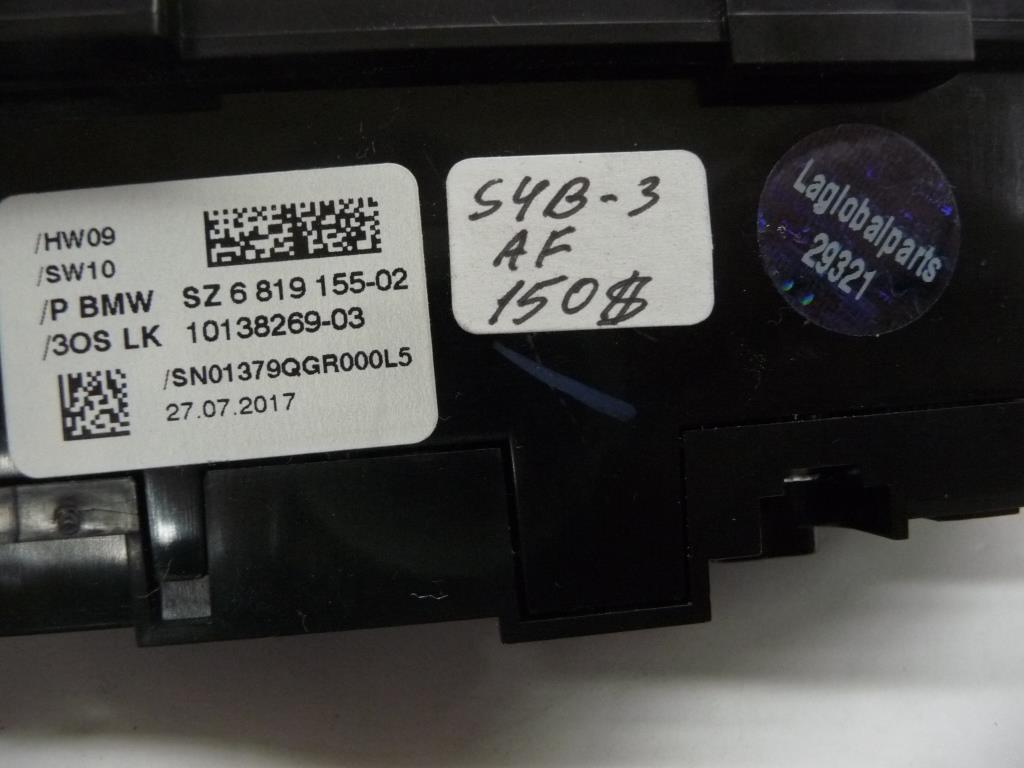 /HW09
/SW10
/P BMW SZ 6 819 155-02
/3OS LK 10138269-03
/SN01379QGR000L5
27.07.2017
S4B-3
AF
150$
Laglobalparts
29321